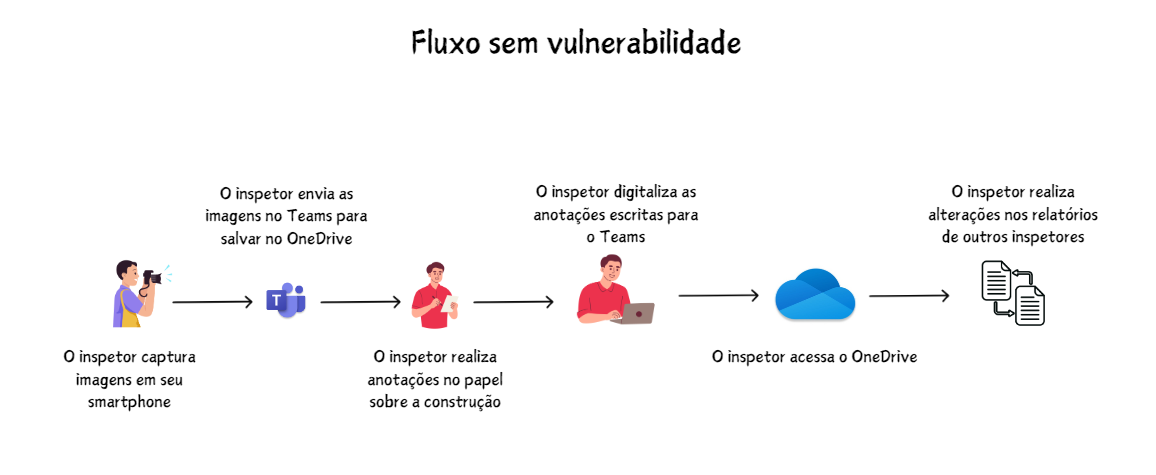 Fluxo sem vulnerabilidade
O inspetor captura
imagens em seu
smartphone
O inspetor envia as
imagens no Teams para
salvar no OneDrive
T
O inspetor realiza
anotações no papel
sobre a construção
O inspetor digitaliza as
anotações escritas para
o Teams
O inspetor acessa o OneDrive
O inspetor realiza
alterações nos relatórios
de outros inspetores